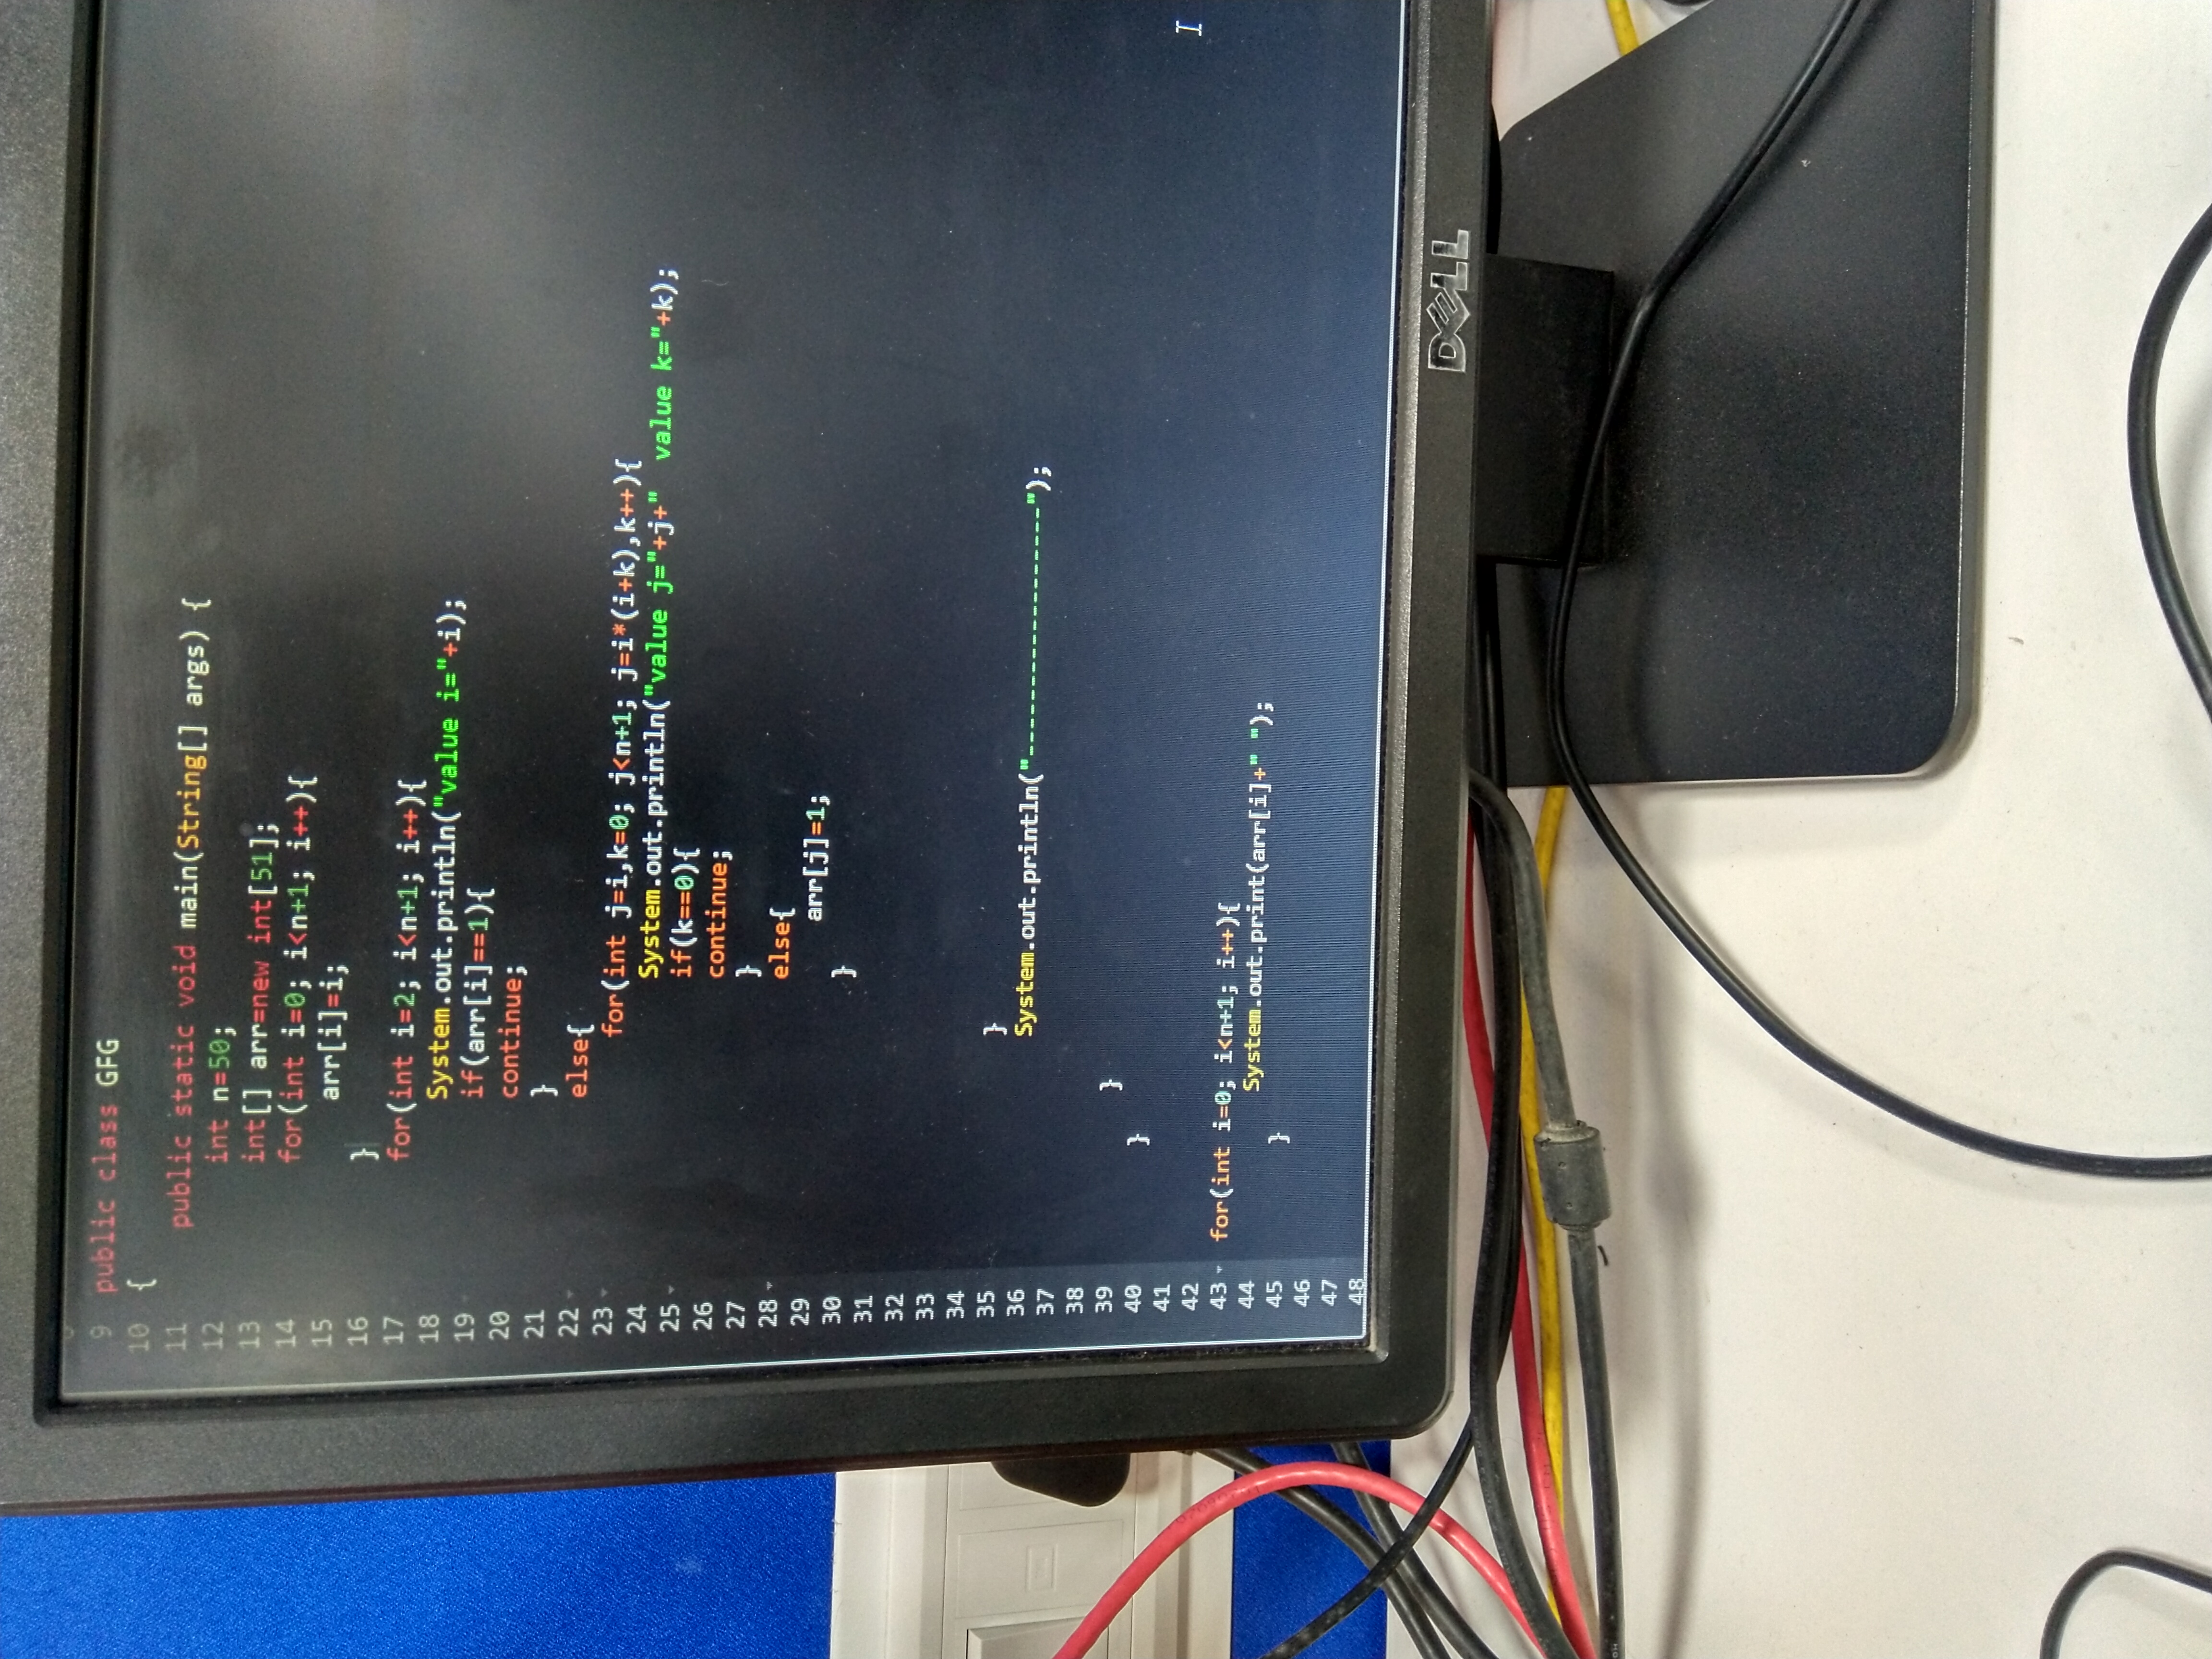 9 public class GFG
10 {
11 public static void main(String[] args) {
12 int n=50;
13 int[] arr=new int[51];
14 for(int i=0; i<n+1; i++){
15 arr[i]=i;
16 }
17 for(int i=2; i<n+1; i++){
18 System.out.println("value i="+i);
19 if(arr[i]==1){
20 continue;
21 }
22 else{
23 for(int j=i,k=0; j<n+1; j=i*(i+k),k++){
24 System.out.println("value j="+j+"  value k="+k);
25 if(k==0){
26 continue;
27 }
28 else{
29 arr[j]=1;
30 }
31
32
33
34
35 }
36 System.out.println("------------------");
37
38
39 }
40 }
41
42
43 for(int i=0; i<n+1; i++){
44 System.out.print(arr[i]+" ");
45 }
46
47
48
DELL